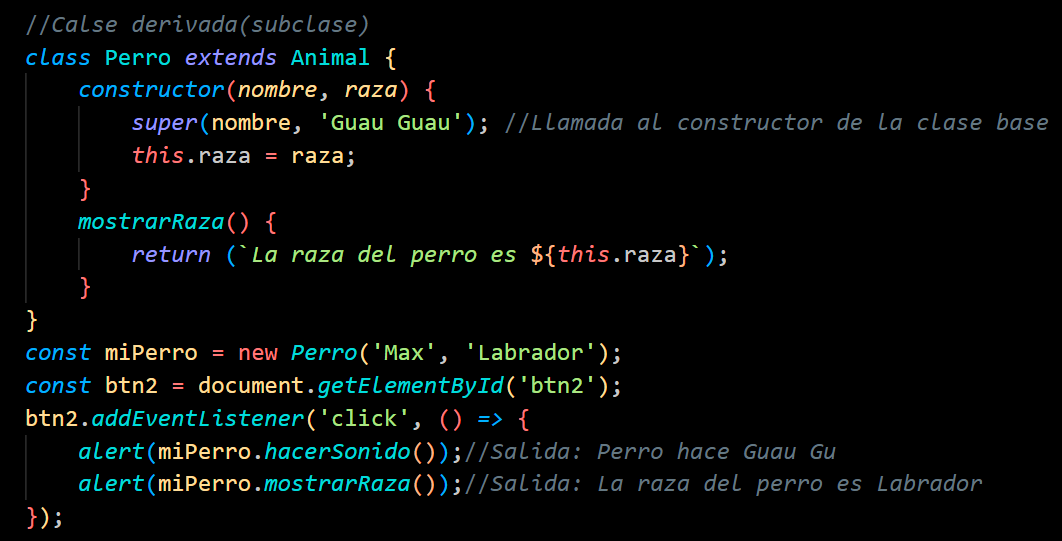 //Calse derivada(subclase)
class Perro extends Animal {
constructor(nombre, raza) {
super(nombre, 'Guau Guau'); //Llamada al constructor de la clase base
this.raza = raza;
}
mostrarRaza() {
return (`La raza del perro es ${this.raza}`);
}
}
const miPerro = new Perro('Max', 'Labrador');
const btn2 = document.getElementById('btn2');
btn2.addEventListener('click', () => {
alert(miPerro.hacerSonido());//Salida: Perro hace Guau Gu
alert(miPerro.mostrarRaza());//Salida: La raza del perro es Labrador
});